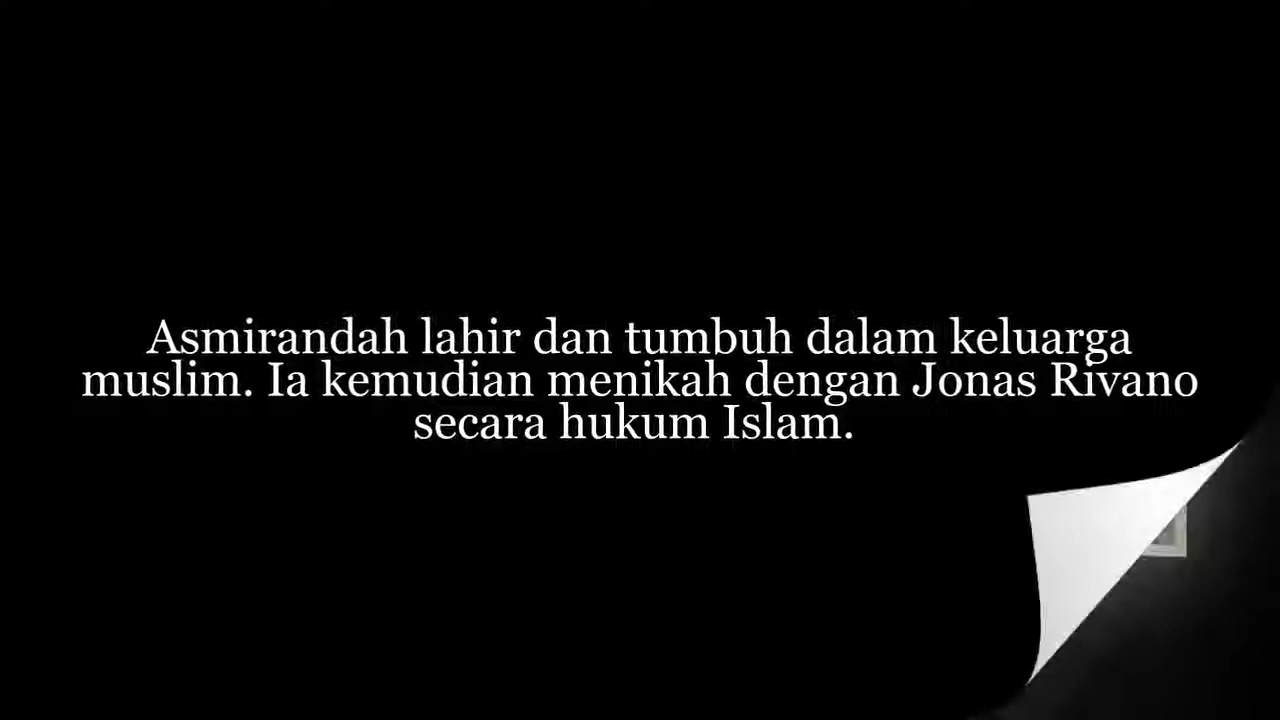 Asmirandah lahir dan tumbuh dalam keluarga
muslim. Ia kemudian menikah dengan Jonas Rivano
secara hukum Islam.